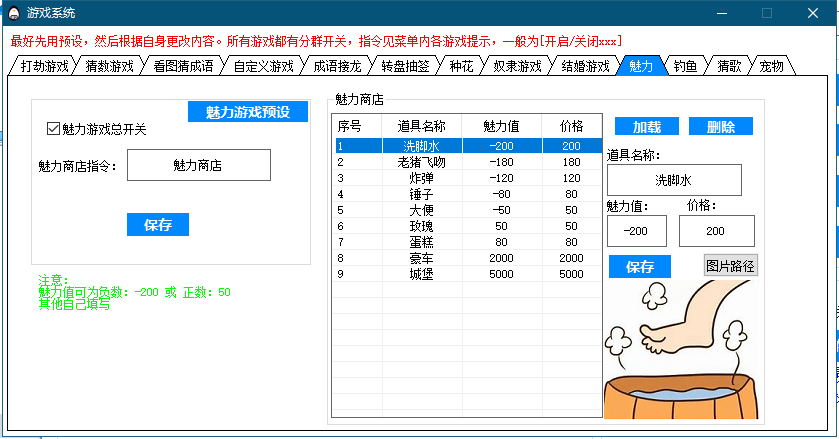 游戏系统
最好先用预设，然后根据自身更改内容。所有游戏都有分群开关，指令见菜单内各游戏提示，一般为[开启/关闭xxx]
打劫游戏 猜数游戏 看图猜成语 自定义游戏 成语接龙 转盘抽签 种花 奴隶游戏 结婚游戏 魅力 钓鱼 猜歌 宠物
魅力游戏预设
魅力游戏总开关
魅力商店指令： 魅力商店
保存
注意：
魅力值可为负数：-200 或 正数：50
其他自己填写
魅力商店
序号 道具名称 魅力值 价格
1 洗脚水 -200 200
2 老猪飞吻 -180 180
3 炸弹 -120 120
4 锤子 -80 80
5 大便 -50 50
6 玫瑰 50 50
7 蛋糕 80 80
8 豪车 2000 2000
9 城堡 5000 5000
加载 删除
道具名称：
洗脚水
魅力值： 价格：
-200 200
保存 图片路径